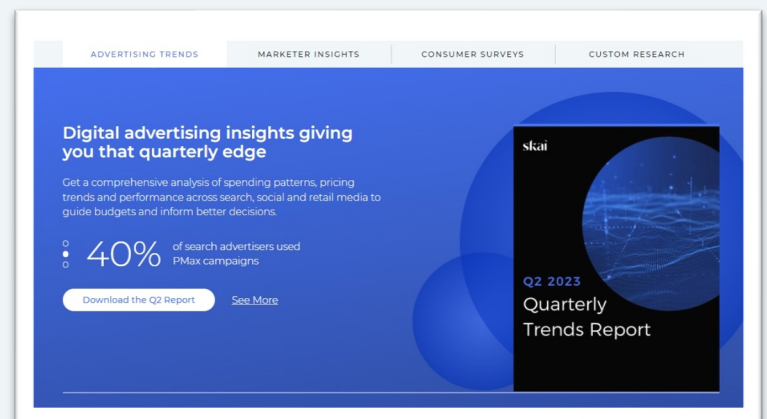 ADVERTISING TRENDS
MARKETER INSIGHTS
CONSUMER SURVEYS
CUSTOM RESEARCH
Digital advertising insights giving
you that quarterly edge
Get a comprehensive analysis of spending patterns, pricing
trends and performance across search, social and retail media to
guide budgets and inform better decisions.
40%
of search advertisers used
PMax campaigns
Download the Q2 Report
See More
skai
Q2 2023
Quarterly
Trends Report